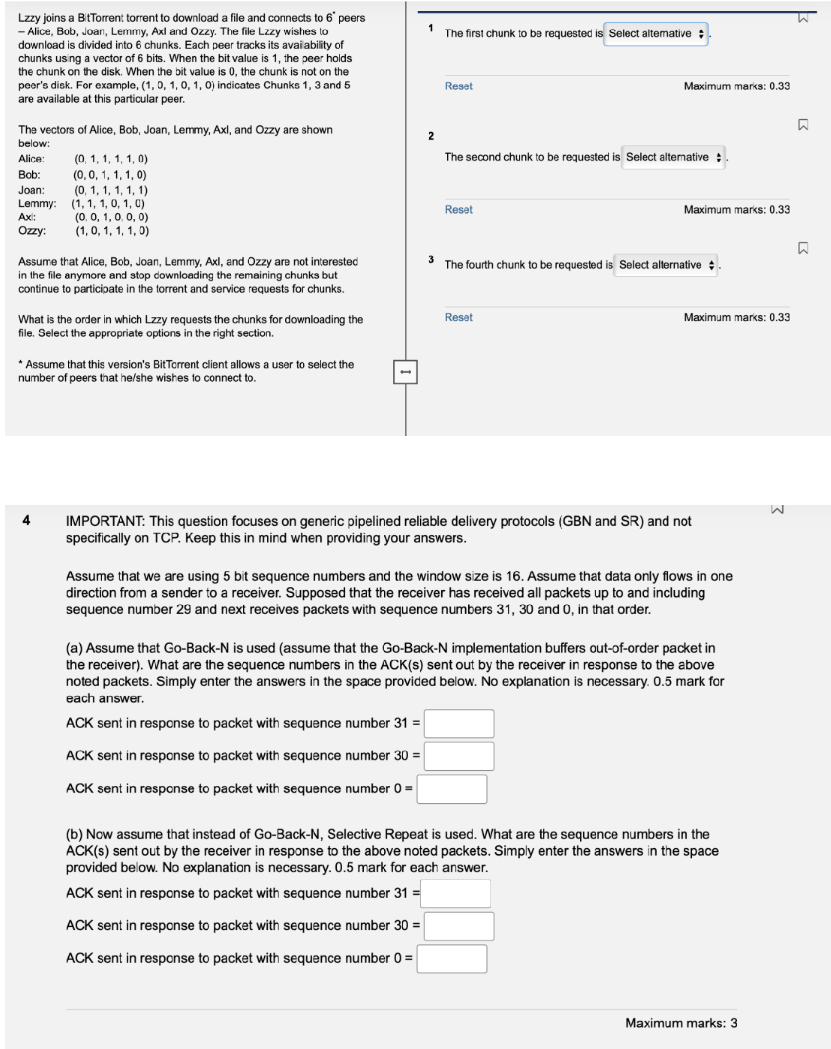 Lzzy joins a BitTorrent torrent to download a file and connects to 6* peers
– Alice, Bob, Joan, Lemmy, Axl and Ozzy. The file Lzzy wishes to
download is divided into 6 chunks. Each peer tracks its availability of
chunks using a vector of 6 bits. When the bit value is 1, the peer holds
the chunk on the disk. When the bit value is 0, the chunk is not on the
peer's disk. For example, (1, 0, 1, 0, 1, 0) indicates Chunks 1, 3 and 5
are available at this particular peer.
The vectors of Alice, Bob, Joan, Lemmy, Axl, and Ozzy are shown
below:
Alice: (0, 1, 1, 1, 1, 0)
Bob: (0, 0, 1, 1, 1, 0)
Joan: (0, 1, 1, 1, 1, 1)
Lemmy: (1, 1, 1, 0, 1, 0)
Axl: (0, 0, 1, 0, 0, 0)
Ozzy: (1, 0, 1, 1, 1, 0)
Assume that Alice, Bob, Joan, Lemmy, Axl, and Ozzy are not interested
in the file anymore and stop downloading the remaining chunks but
continue to participate in the torrent and service requests for chunks.
What is the order in which Lzzy requests the chunks for downloading the
file. Select the appropriate options in the right section.
* Assume that this version's BitTorrent client allows a user to select the
number of peers that he/she wishes to connect to.
1 The first chunk to be requested is Select alternative .
Reset Maximum marks: 0.33
2
The second chunk to be requested is Select alternative .
Reset Maximum marks: 0.33
3 The fourth chunk to be requested is Select alternative .
Reset Maximum marks: 0.33
4 IMPORTANT: This question focuses on generic pipelined reliable delivery protocols (GBN and SR) and not
specifically on TCP. Keep this in mind when providing your answers.
Assume that we are using 5 bit sequence numbers and the window size is 16. Assume that data only flows in one
direction from a sender to a receiver. Supposed that the receiver has received all packets up to and including
sequence number 29 and next receives packets with sequence numbers 31, 30 and 0, in that order.
(a) Assume that Go-Back-N is used (assume that the Go-Back-N implementation buffers out-of-order packet in
the receiver). What are the sequence numbers in the ACK(s) sent out by the receiver in response to the above
noted packets. Simply enter the answers in the space provided below. No explanation is necessary. 0.5 mark for
each answer.
ACK sent in response to packet with sequence number 31 =
ACK sent in response to packet with sequence number 30 =
ACK sent in response to packet with sequence number 0 =
(b) Now assume that instead of Go-Back-N, Selective Repeat is used. What are the sequence numbers in the
ACK(s) sent out by the receiver in response to the above noted packets. Simply enter the answers in the space
provided below. No explanation is necessary. 0.5 mark for each answer.
ACK sent in response to packet with sequence number 31 =
ACK sent in response to packet with sequence number 30 =
ACK sent in response to packet with sequence number 0 =
Maximum marks: 3